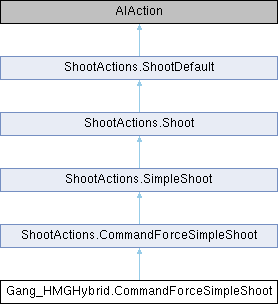 AIAction
ShootActions.ShootDefault
ShootActions.Shoot
ShootActions.SimpleShoot
ShootActions.CommandForceSimpleShoot
Gang_HMGHybrid.CommandForceSimpleShoot